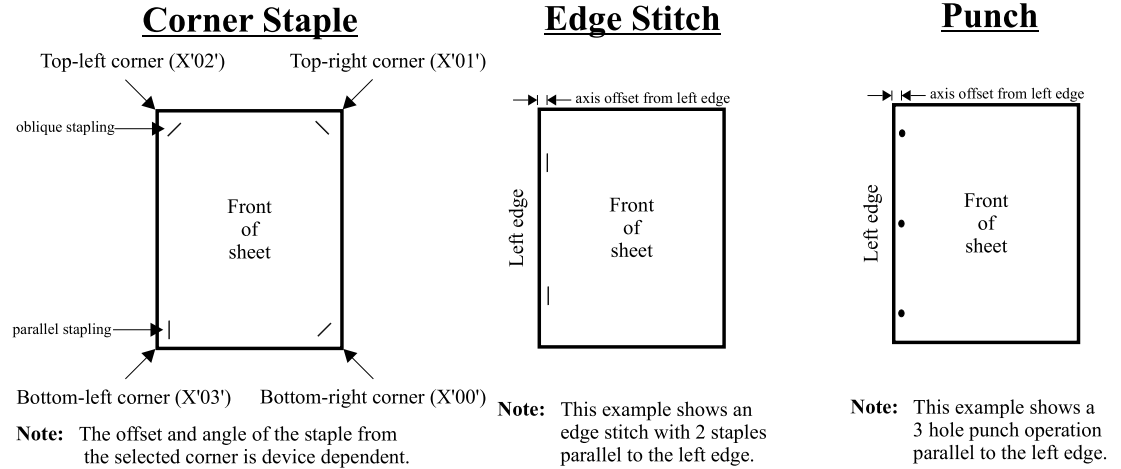 Corner Staple
Top-left corner (X'02')
Top-right corner (X'01')
oblique stapling
Front
of
sheet
parallel stapling
Bottom-left corner (X'03')
Bottom-right corner (X'00')
Note: The offset and angle of the staple from
the selected corner is device dependent.
Edge Stitch
axis offset from left edge
Left edge
Front
of
sheet
Note: This example shows an
edge stitch with 2 staples
parallel to the left edge.
Punch
axis offset from left edge
Left edge
Front
of
sheet
Note: This example shows a
3 hole punch operation
parallel to the left edge.